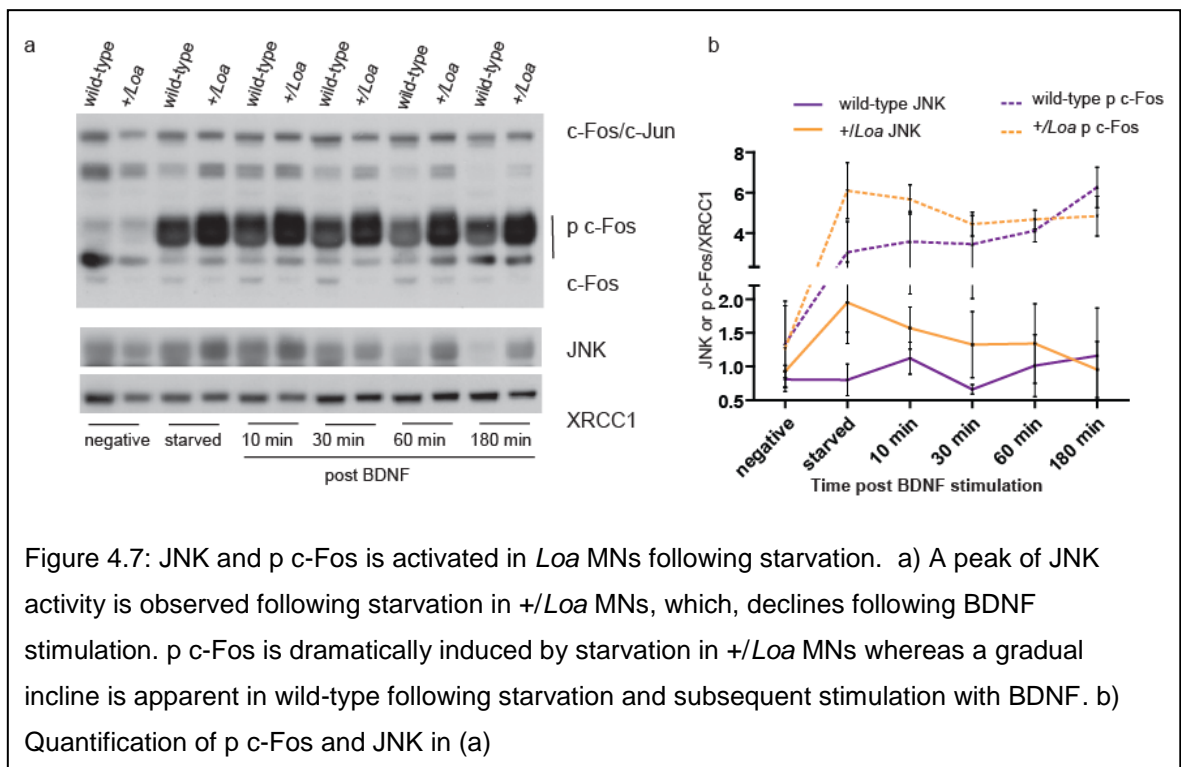 a
wild-type
+/Loa
wild-type
+/Loa
wild-type
+/Loa
wild-type
+/Loa
wild-type
+/Loa
wild-type
+/Loa
c-Fos/c-Jun
p c-Fos
c-Fos
JNK
XRCC1
negative starved 10 min 30 min 60 min 180 min
post BDNF
b
wild-type JNK
wild-type p c-Fos
+/Loa JNK
+/Loa p c-Fos
JNK or p c-Fos/XRCC1
8
6
4
2.0
1.5
1.0
0.5
negative
starved
10 min
30 min
60 min
180 min
Time post BDNF stimulation
Figure 4.7: JNK and p c-Fos is activated in Loa MNs following starvation. a) A peak of JNK
activity is observed following starvation in +/Loa MNs, which, declines following BDNF
stimulation. p c-Fos is dramatically induced by starvation in +/Loa MNs whereas a gradual
incline is apparent in wild-type following starvation and subsequent stimulation with BDNF. b)
Quantification of p c-Fos and JNK in (a)